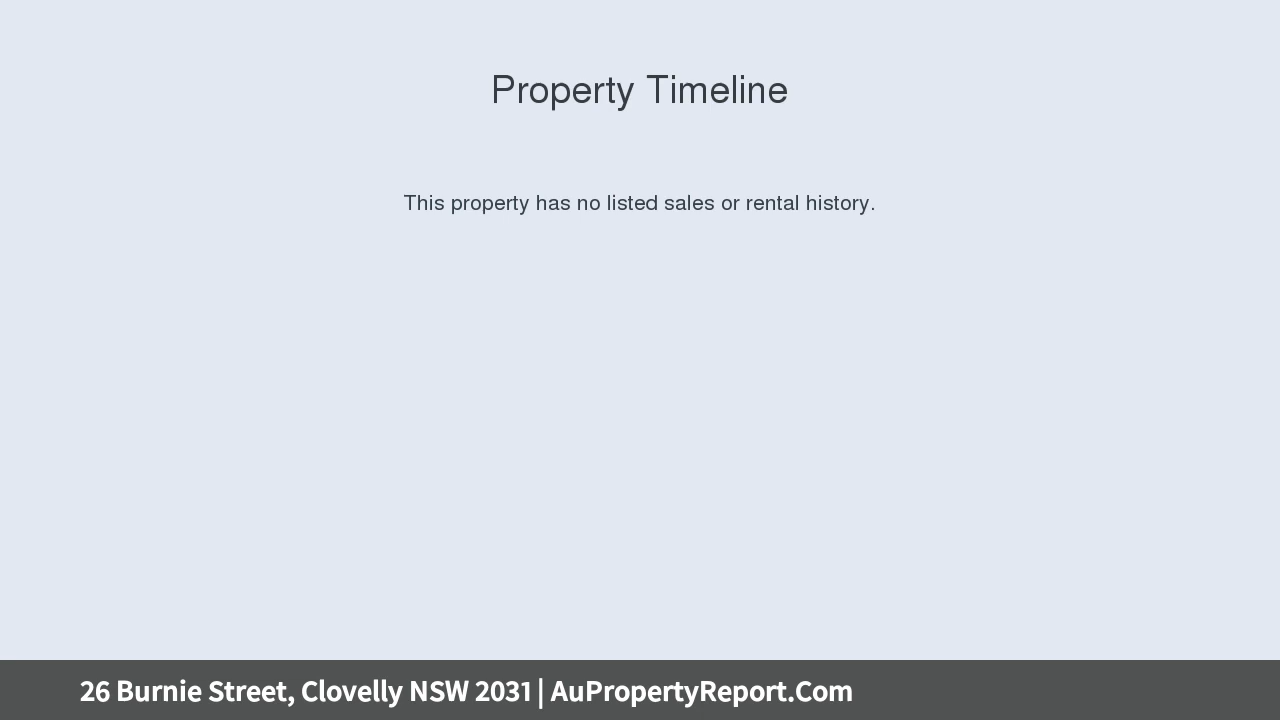 Property Timeline
This property has no listed sales or rental history.
26 Burnie Street, Clovelly NSW 2031 | AuPropertyReport.Com